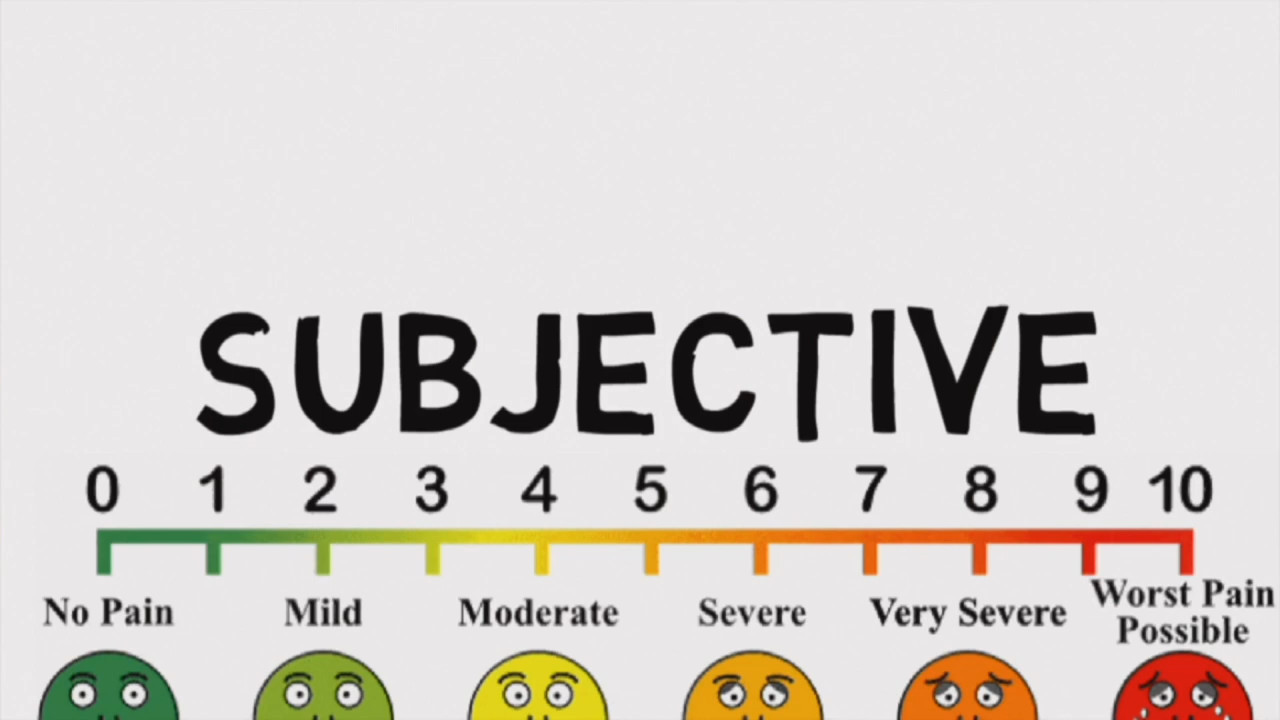 SUBJECTIVE
0 1 2 3 4 5 6 7 8 9 10
No Pain Mild Moderate Severe Very Severe Worst Pain
Possible